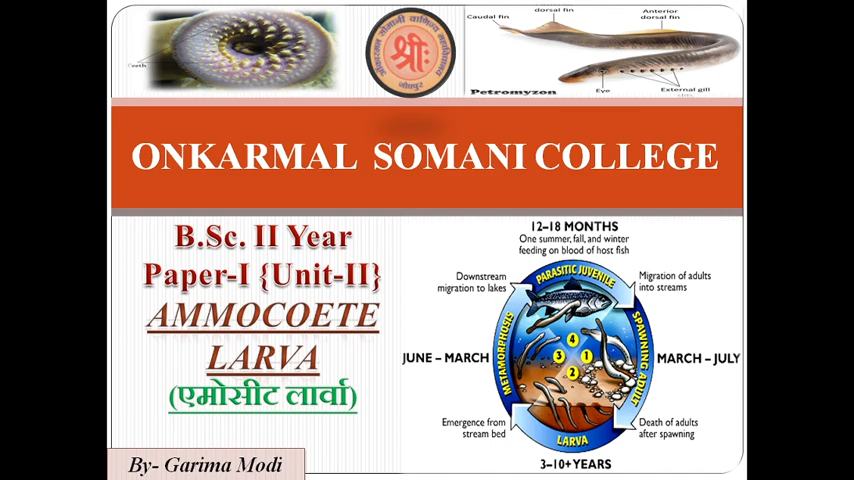 Teeth
श्रीः
जोधपुर
Caudal fin
dorsal fin
Anterior
dorsal fin
Petromyzon
Eye
External gill
slits
ONKARMAL SOMANI COLLEGE
B.Sc. II Year
Paper-I {Unit-II}
AMMOCOETE
LARVA
(एमोसीट लार्वा)
By- Garima Modi
12–18 MONTHS
One summer, fall, and winter
feeding on blood of host fish
Downstream
migration to lakes
PARASITIC JUVENILE
Migration of adults
into streams
METAMORPHOSIS
SPAWNING ADULT
JUNE – MARCH
MARCH – JULY
4
3
1
2
Emergence from
stream bed
LARVA
Death of adults
after spawning
3–10+YEARS